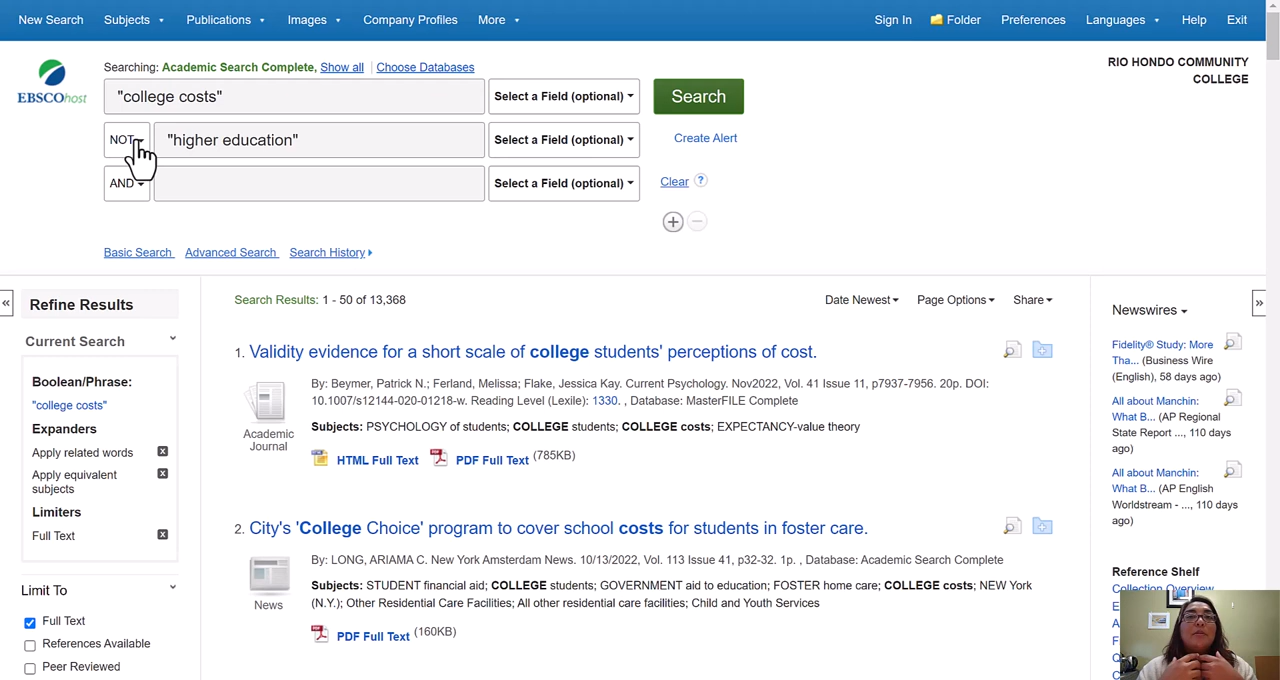 New Search Subjects Publications Images Company Profiles More Sign In Folder Preferences Languages Help Exit
Searching: Academic Search Complete, Show all Choose Databases
RIO HONDO COMMUNITY
COLLEGE
EBSCOhost
"college costs" Select a Field (optional) Search
NOT "higher education" Select a Field (optional) Create Alert
AND Select a Field (optional) Clear ?
Basic Search Advanced Search Search History
Refine Results
Current Search
Boolean/Phrase:
"college costs"
Expanders
Apply related words
Apply equivalent
subjects
Limiters
Full Text
Limit To
Full Text
References Available
Peer Reviewed
Search Results: 1 - 50 of 13,368 Date Newest Page Options Share
1. Validity evidence for a short scale of college students' perceptions of cost.
By: Beymer, Patrick N.; Ferland, Melissa; Flake, Jessica Kay. Current Psychology. Nov2022, Vol. 41 Issue 11, p7937-7956. 20p. DOI:
10.1007/s12144-020-01218-w. Reading Level (Lexile): 1330. , Database: MasterFILE Complete
Academic
Journal
Subjects: PSYCHOLOGY of students; COLLEGE students; COLLEGE costs; EXPECTANCY-value theory
HTML Full Text PDF Full Text (785KB)
2. City's 'College Choice' program to cover school costs for students in foster care.
By: LONG, ARIAMA C. New York Amsterdam News. 10/13/2022, Vol. 113 Issue 41, p32-32. 1p. , Database: Academic Search Complete
News
Subjects: STUDENT financial aid; COLLEGE students; GOVERNMENT aid to education; FOSTER home care; COLLEGE costs; NEW York
(N.Y.); Other Residential Care Facilities; All other residential care facilities; Child and Youth Services
PDF Full Text (160KB)
Newswires
Fidelity® Study: More
Tha... (Business Wire
(English), 58 days ago)
All about Manchin:
What B... (AP Regional
State Report ..., 110 days
ago)
All about Manchin:
What B... (AP English
Worldstream - ..., 110 days
ago)
Reference Shelf
Collection Overview